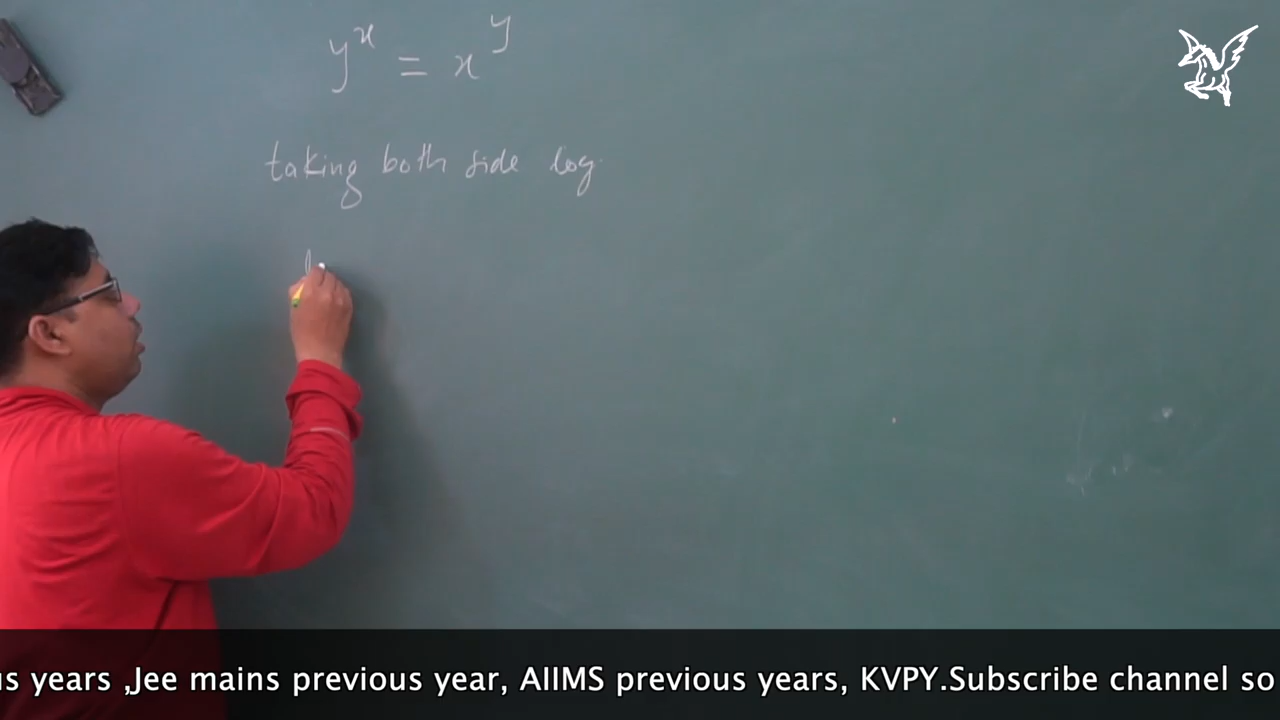 y^x = x^y
taking both side log.
us years ,Jee mains previous year, AIIMS previous years, KVPY.Subscribe channel so